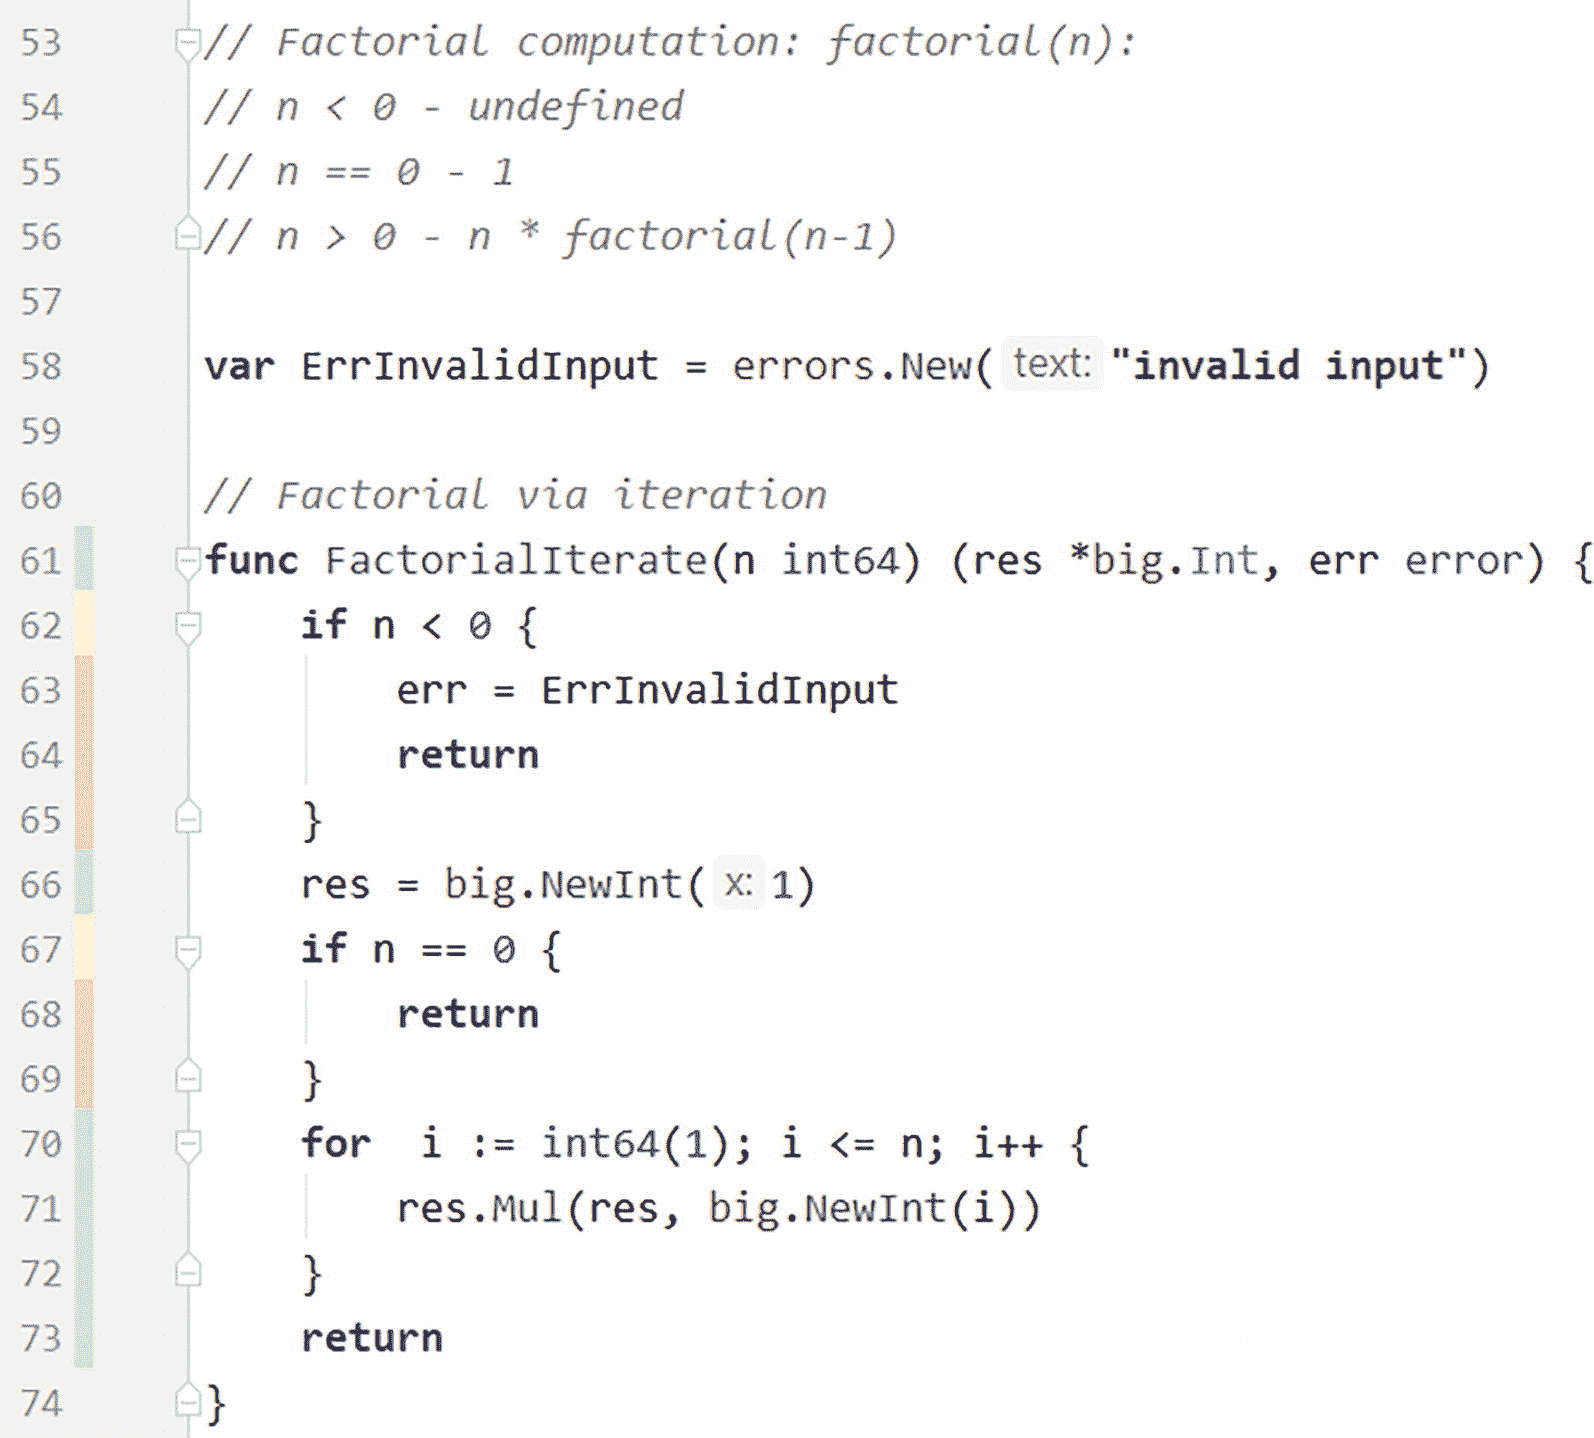 53 // Factorial computation: factorial(n):
54 // n < 0 - undefined
55 // n == 0 - 1
56 // n > 0 - n * factorial(n-1)
57
58 var ErrInvalidInput = errors.New( text: "invalid input")
59
60 // Factorial via iteration
61 func FactorialIterate(n int64) (res *big.Int, err error) {
62     if n < 0 {
63         err = ErrInvalidInput
64         return
65     }
66     res = big.NewInt( x: 1)
67     if n == 0 {
68         return
69     }
70     for  i := int64(1); i <= n; i++ {
71         res.Mul(res, big.NewInt(i))
72     }
73     return
74 }